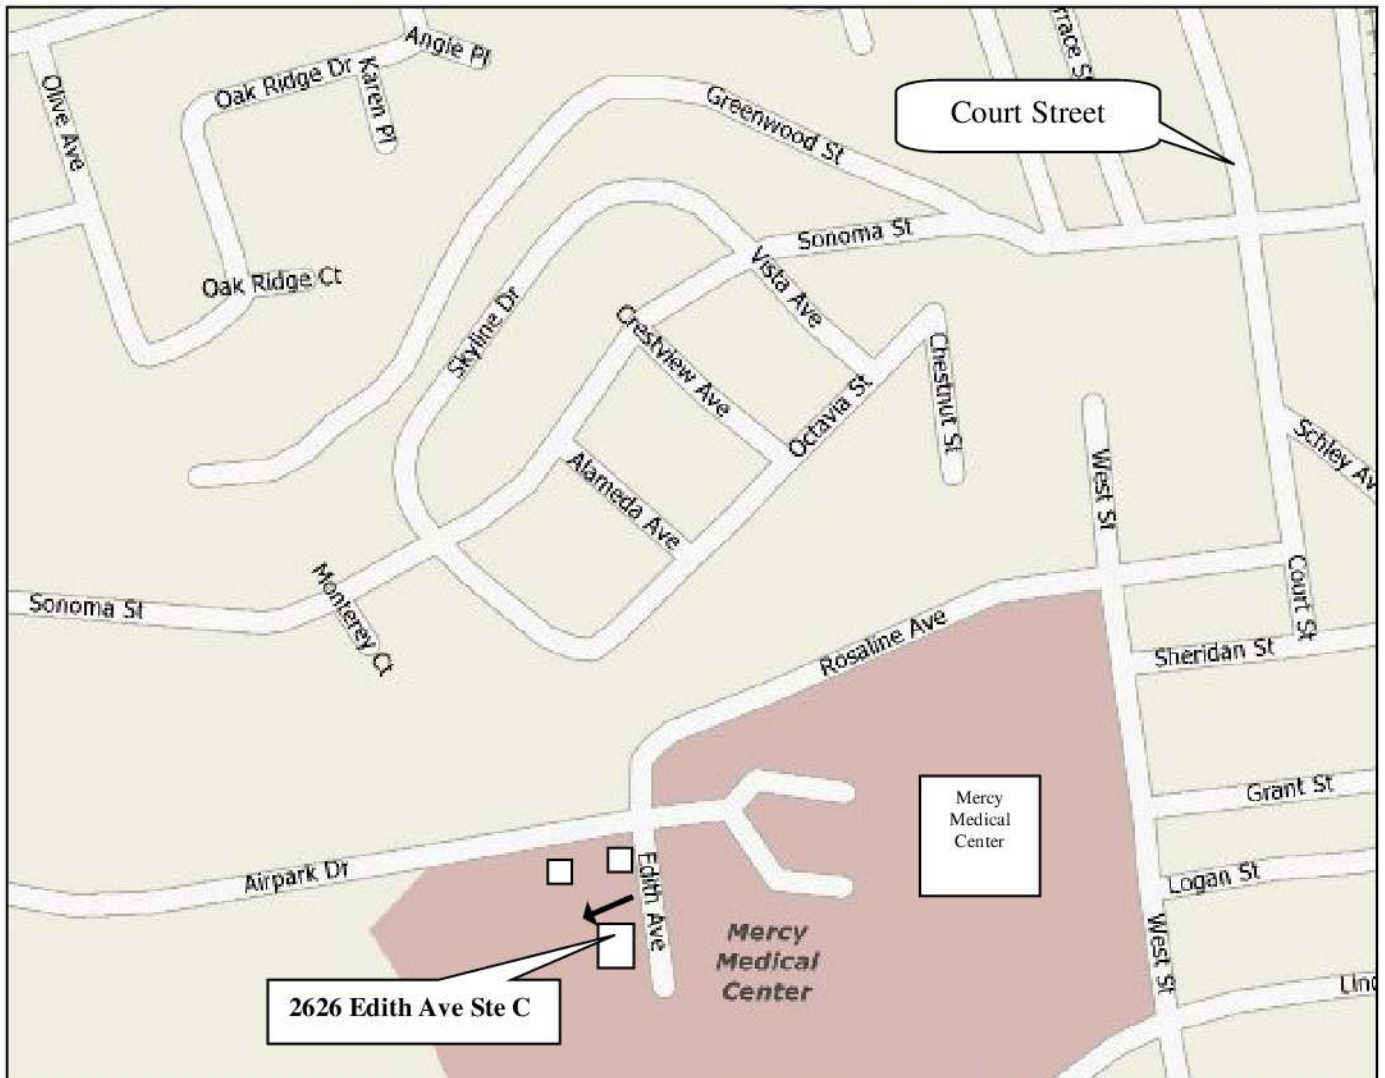 Angie Pl
Oak Ridge Dr
Karen Pl
Olive Ave
Greenwood St
Court Street
Sonoma St
Vista Ave
Oak Ridge Ct
Skyline Dr
Crestview Ave
Chestnut St
Octavia St
Alameda Ave
West St
Schley Av
Sonoma St
Monterey Ct
Court St
Rosaline Ave
Sheridan St
Grant St
Mercy
Medical
Center
Airpark Dr
Edith Ave
Logan St
Mercy
Medical
Center
West St
2626 Edith Ave Ste C